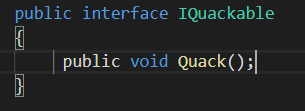 public interface IQuackable
{
public void Quack();
}